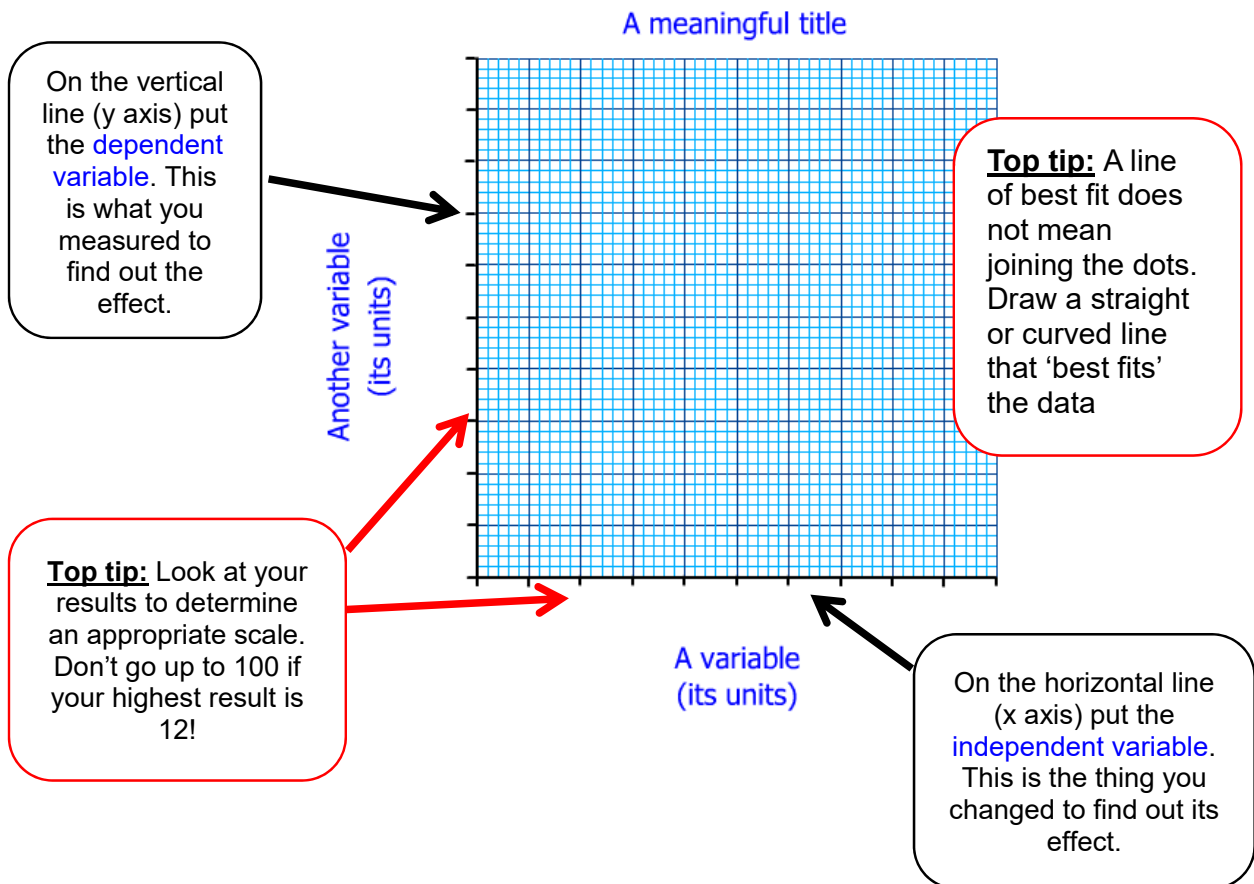 A meaningful title
On the vertical
line (y axis) put
the dependent
variable. This
is what you
measured to
find out the
effect.
Top tip: A line
of best fit does
not mean
joining the dots.
Draw a straight
or curved line
that ‘best fits’
the data
Another variable
(its units)
Top tip: Look at your
results to determine
an appropriate scale.
Don’t go up to 100 if
your highest result is
12!
A variable
(its units)
On the horizontal line
(x axis) put the
independent variable.
This is the thing you
changed to find out its
effect.